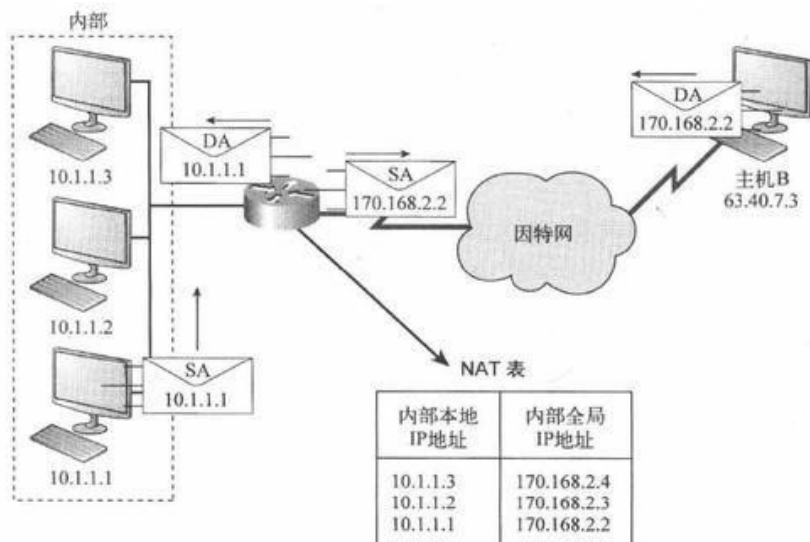 内部
DA
10.1.1.1
SA
170.168.2.2
DA
170.168.2.2
主机B
63.40.7.3
因特网
10.1.1.3
10.1.1.2
SA
10.1.1.1
10.1.1.1
NAT 表
内部本地
IP地址
内部全局
IP地址
10.1.1.3 170.168.2.4
10.1.1.2 170.168.2.3
10.1.1.1 170.168.2.2